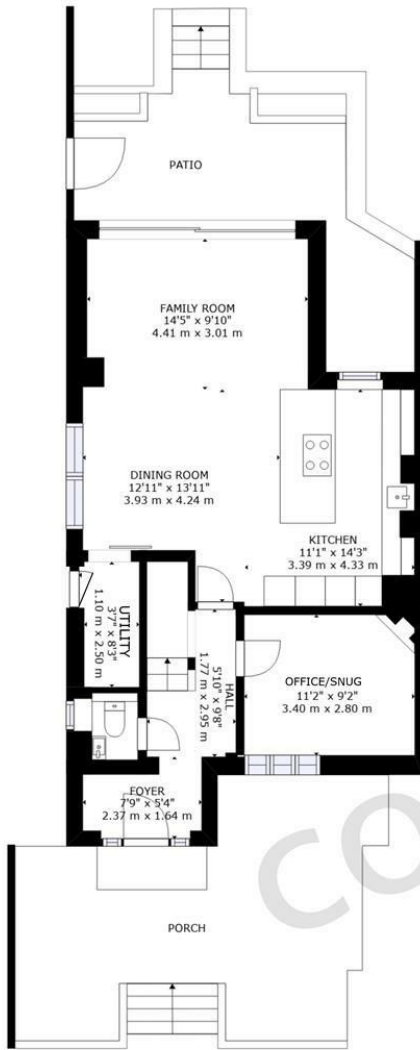 PATIO
FAMILY ROOM
14'5" x 9'10"
4.41 m x 3.01 m
DINING ROOM
12'11" x 13'11"
3.93 m x 4.24 m
KITCHEN
11'1" x 14'3"
3.39 m x 4.33 m
UTILITY
3'7" x 8'3"
1.10 m x 2.50 m
HALL
5'10" x 9'8"
1.77 m x 2.95 m
OFFICE/SNUG
11'2" x 9'2"
3.40 m x 2.80 m
FOYER
7'9" x 5'4"
2.37 m x 1.64 m
CO
PORCH